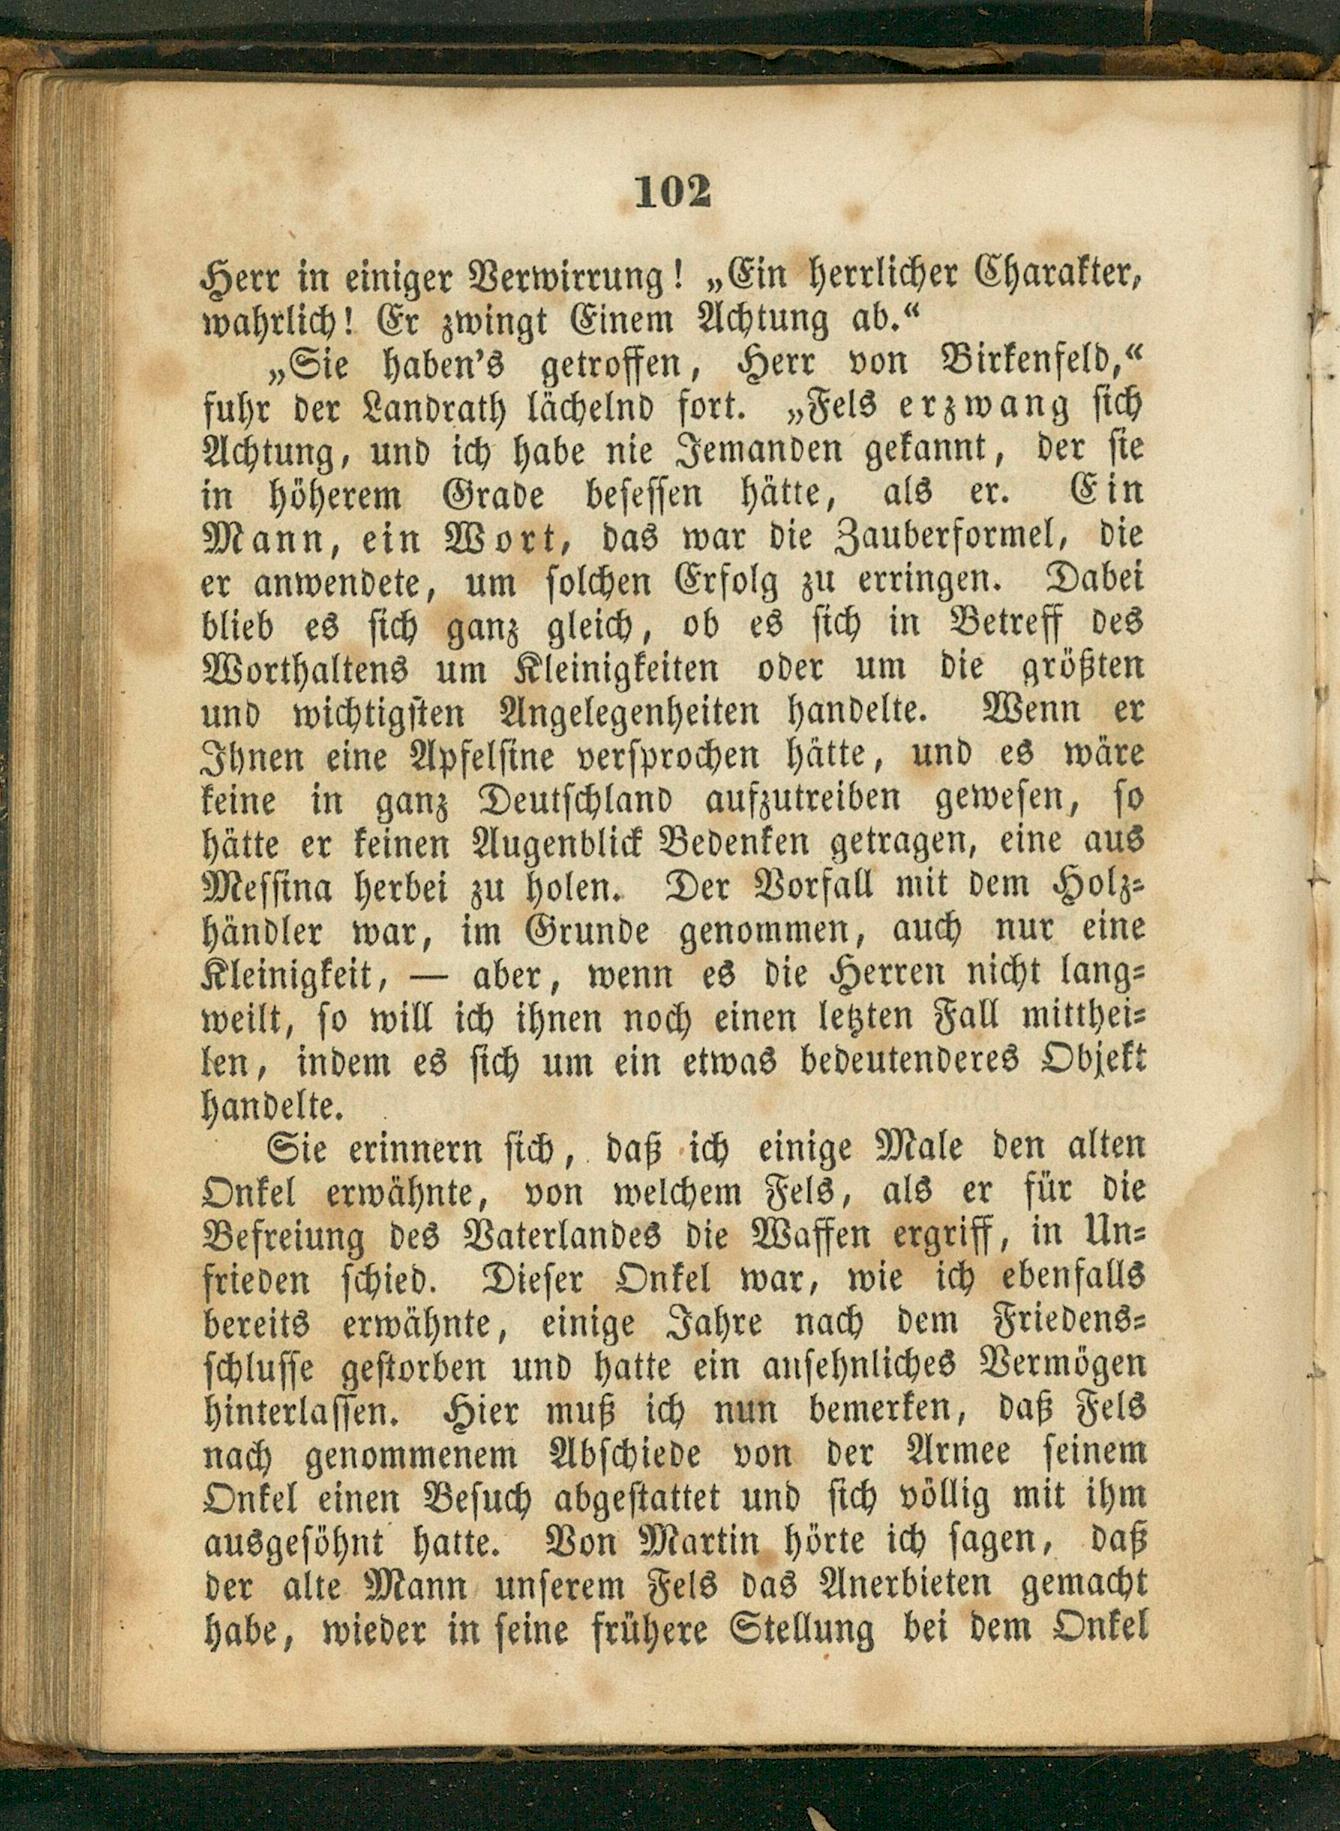 102
Herr in einiger Verwirrung! „Ein herrlicher Charakter,
wahrlich! Er zwingt Einem Achtung ab.“
„Sie haben's getroffen, Herr von Birkenfeld,“
fuhr der Landrath lächelnd fort. „Fels erzwang sich
Achtung, und ich habe nie Jemanden gekannt, der sie
in höherem Grade besessen hätte, als er. Ein
Mann, ein Wort, das war die Zauberformel, die
er anwendete, um solchen Erfolg zu erringen. Dabei
blieb es sich ganz gleich, ob es sich in Betreff des
Worthaltens um Kleinigkeiten oder um die größten
und wichtigsten Angelegenheiten handelte. Wenn er
Ihnen eine Apfelsine versprochen hätte, und es wäre
keine in ganz Deutschland aufzutreiben gewesen, so
hätte er keinen Augenblick Bedenken getragen, eine aus
Messina herbei zu holen. Der Vorfall mit dem Holz-
händler war, im Grunde genommen, auch nur eine
Kleinigkeit, — aber, wenn es die Herren nicht lang-
weilt, so will ich ihnen noch einen letzten Fall mitthei-
len, indem es sich um ein etwas bedeutenderes Objekt
handelte.
Sie erinnern sich, daß ich einige Male den alten
Onkel erwähnte, von welchem Fels, als er für die
Befreiung des Vaterlandes die Waffen ergriff, in Un-
frieden schied. Dieser Onkel war, wie ich ebenfalls
bereits erwähnte, einige Jahre nach dem Friedens-
schlusse gestorben und hatte ein ansehnliches Vermögen
hinterlassen. Hier muß ich nun bemerken, daß Fels
nach genommenem Abschiede von der Armee seinem
Onkel einen Besuch abgestattet und sich völlig mit ihm
ausgesöhnt hatte. Von Martin hörte ich sagen, daß
der alte Mann unserem Fels das Anerbieten gemacht
habe, wieder in seine frühere Stellung bei dem Onkel